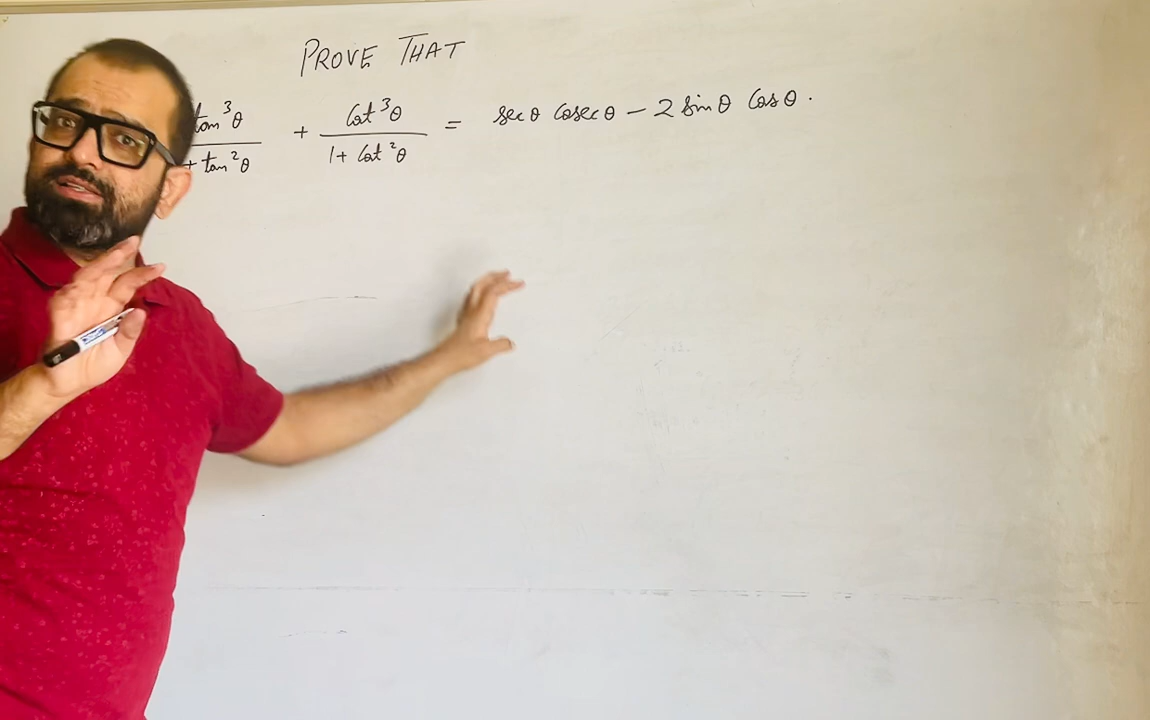 PROVE THAT
tan³θ / + tan²θ + cot³θ / 1 + cot²θ = secθ cosecθ – 2 sinθ cosθ.